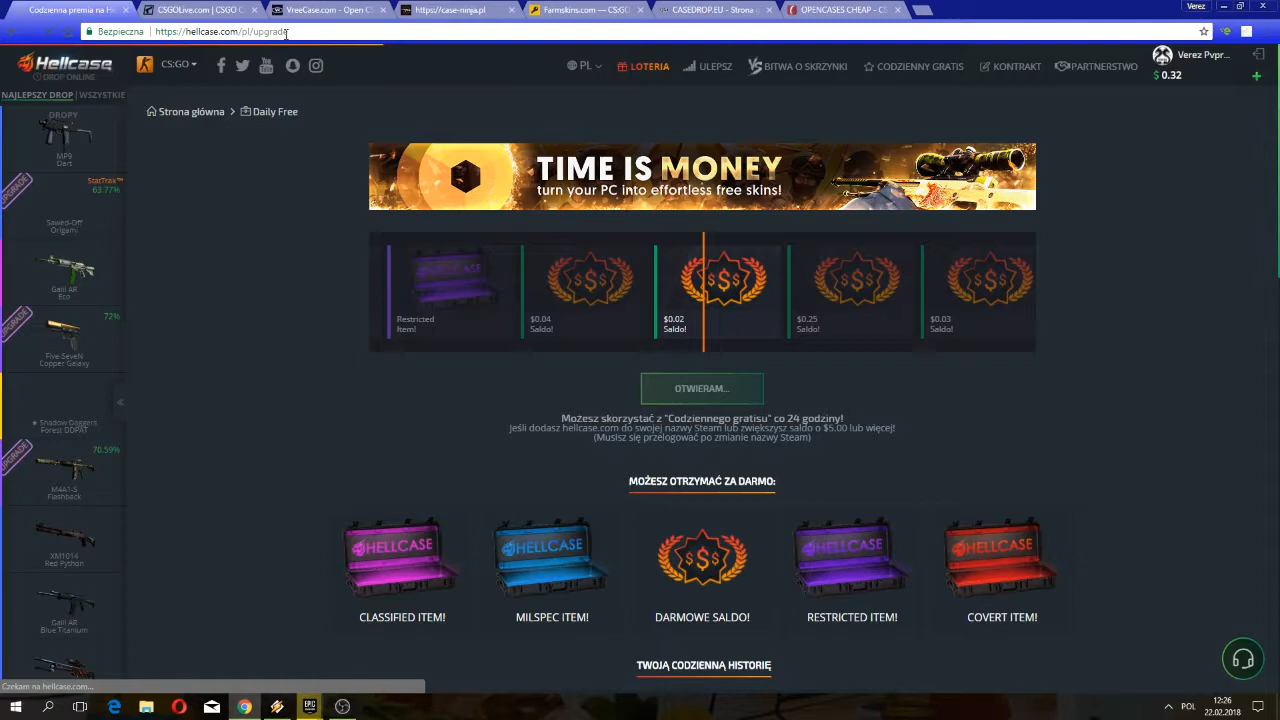 Codzienna premia na H
CSGOLive.com | CSGO C
VreeCase.com - Open C
https://case-ninja.pl
Farmskins.com — CS:GO
CASEDROP.EU - Strona g
OPENCASES CHEAP - CS
Verez
Bezpieczna
https://hellcase.com/pl/upgrade
Hellcase
DROP ONLINE
CS:GO
PL
LOTERIA
ULEPSZ
VS BITWA O SKRZYNKI
CODZIENNY GRATIS
KONTRAKT
PARTNERSTWO
Verez Pvpr...
$ 0.32
NAJLEPSZY DROP
WSZYSTKIE
DROPY
Strona główna > Daily Free
MP9
Dart
TIME IS MONEY
turn your PC into effortless free skins!
UPGRADE
StatTrak™
63.77%
Sawed-Off
Origami
Galil AR
Eco
UPGRADE
72%
Five-SeveN
Copper Galaxy
HELLCASE
Restricted
Item!
$0.04
Saldo!
$0.02
Saldo!
$0.25
Saldo!
$0.03
Saldo!
OTWIERAM...
★ Shadow Daggers
Forest DDPAT
Możesz skorzystać z "Codziennego gratisu" co 24 godziny!
Jeśli dodasz hellcase.com do swojej nazwy Steam lub zwiększysz saldo o $5.00 lub więcej!
(Musisz się przelogować po zmianie nazwy Steam)
UPGRADE
70.59%
M4A1-S
Flashback
MOŻESZ OTRZYMAĆ ZA DARMO:
XM1014
Red Python
HELLCASE
HELLCASE
HELLCASE
HELLCASE
CLASSIFIED ITEM!
MILSPEC ITEM!
DARMOWE SALDO!
RESTRICTED ITEM!
COVERT ITEM!
Galil AR
Blue Titanium
TWOJĄ CODZIENNĄ HISTORIĘ
Czekam na hellcase.com...
EPIC
POL
12:26
22.02.2018